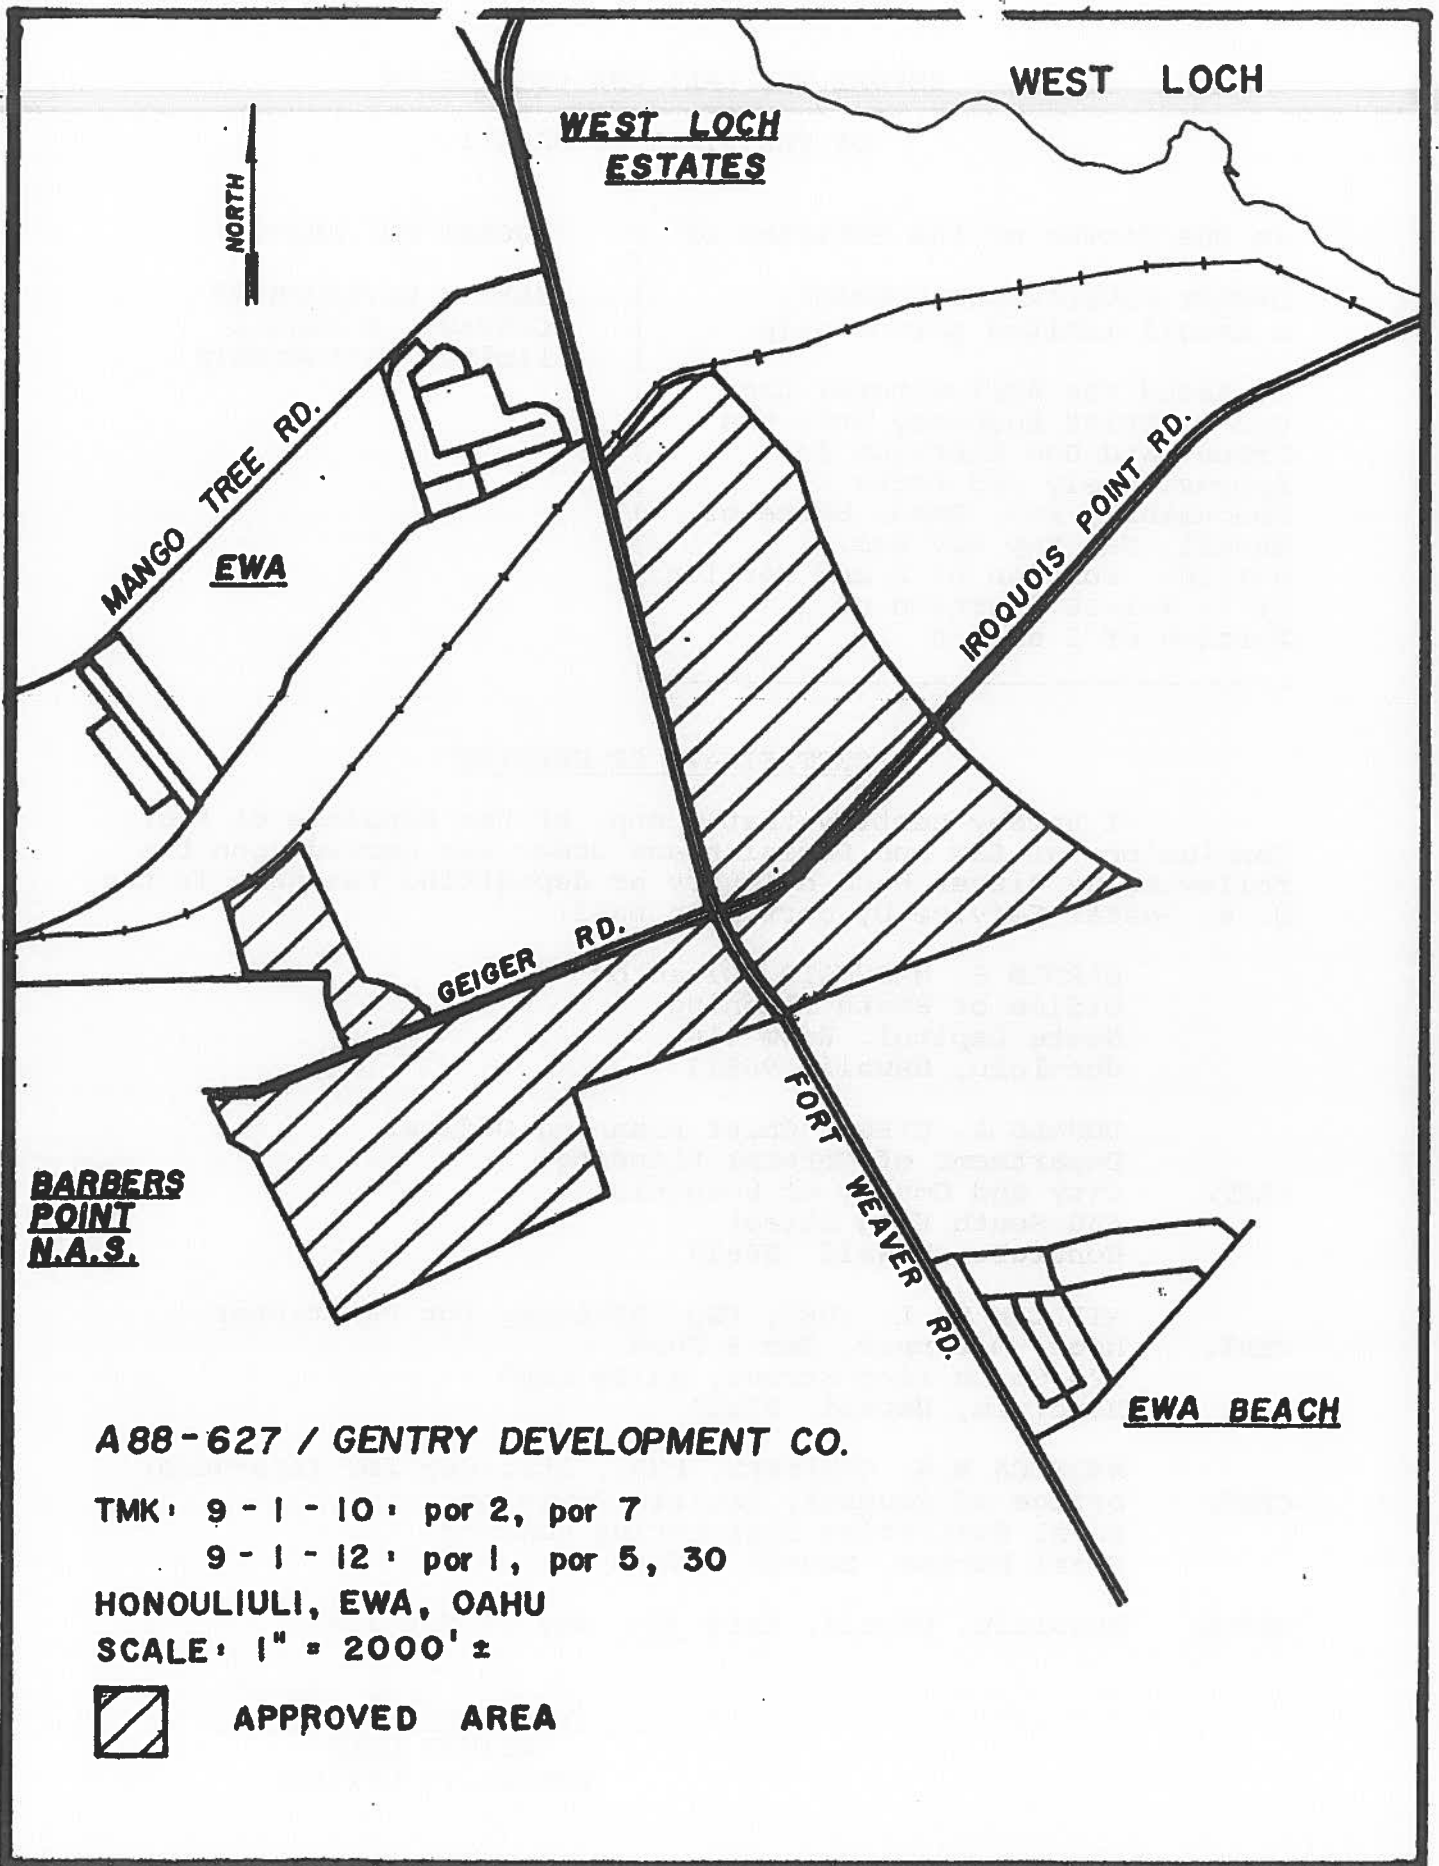 WEST LOCH
WEST LOCH
ESTATES
NORTH
MANGO TREE RD.
EWA
IROQUOIS POINT RD.
GEIGER RD.
FORT WEAVER RD.
BARBERS
POINT
N.A.S.
EWA BEACH
A88-627 / GENTRY DEVELOPMENT CO.
TMK: 9-1-10: por 2, por 7
9-1-12: por 1, por 5, 30
HONOULIULI, EWA, OAHU
SCALE: 1" = 2000' ±
APPROVED AREA